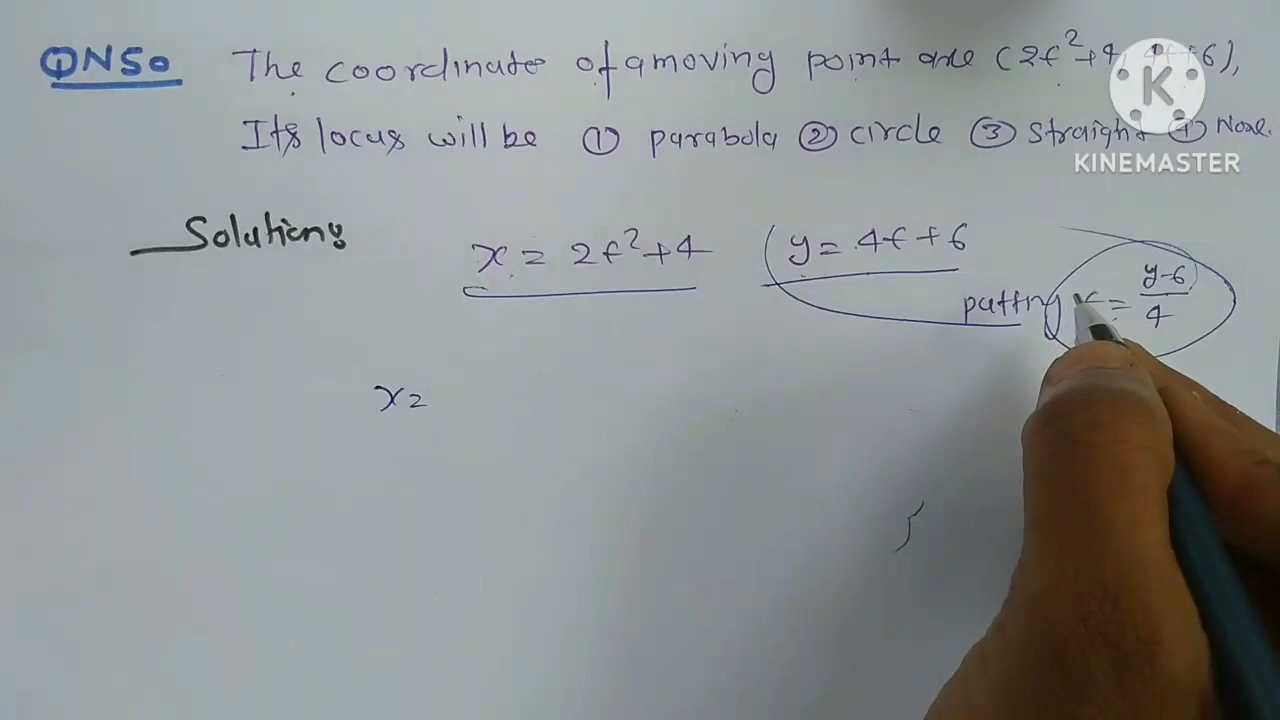 QN50 The coordinate of a moving point are (2t²+4, 4t+6),
Its locus will be ① parabola ② circle ③ straight ④ None.
K
KINEMASTER
Solution:
x = 2t²+4 (y = 4t+6
putting t = y-6/4
x =